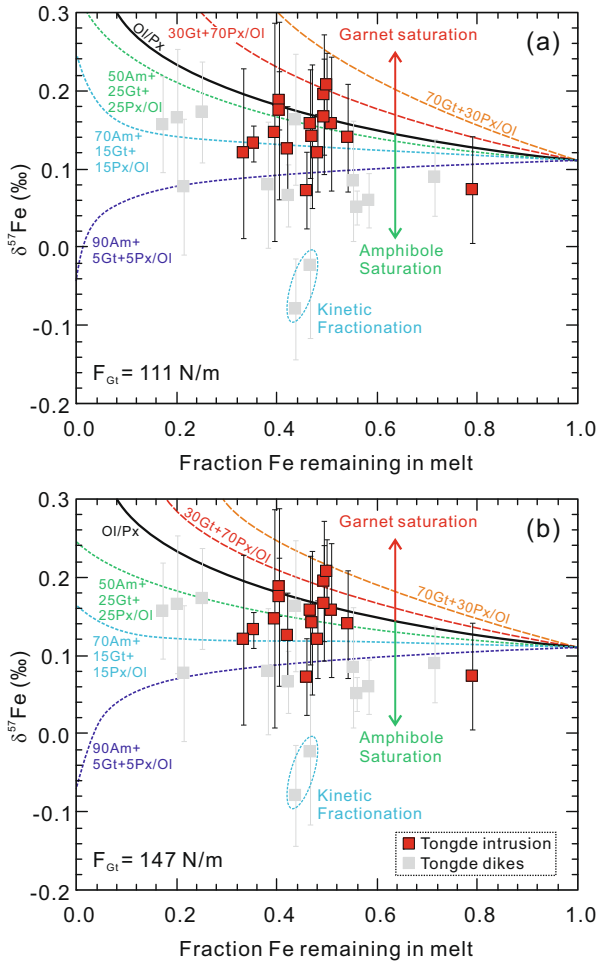 0.3
0.2
0.1
0.0
-0.1
-0.2
δ⁵⁷Fe (‰)
Ol/Px
30Gt+70Px/Ol
Garnet saturation
(a)
50Am+
25Gt+
25Px/Ol
70Gt+30Px/Ol
70Am+
15Gt+
15Px/Ol
90Am+
5Gt+5Px/Ol
Amphibole
Saturation
Kinetic
Fractionation
F_Gt = 111 N/m
0.0 0.2 0.4 0.6 0.8 1.0
Fraction Fe remaining in melt
0.3
0.2
0.1
0.0
-0.1
-0.2
δ⁵⁷Fe (‰)
Ol/Px
30Gt+70Px/Ol
Garnet saturation
(b)
50Am+
25Gt+
25Px/Ol
70Gt+30Px/Ol
70Am+
15Gt+
15Px/Ol
90Am+
5Gt+5Px/Ol
Amphibole
Saturation
Kinetic
Fractionation
F_Gt = 147 N/m
Tongde intrusion
Tongde dikes
0.0 0.2 0.4 0.6 0.8 1.0
Fraction Fe remaining in melt